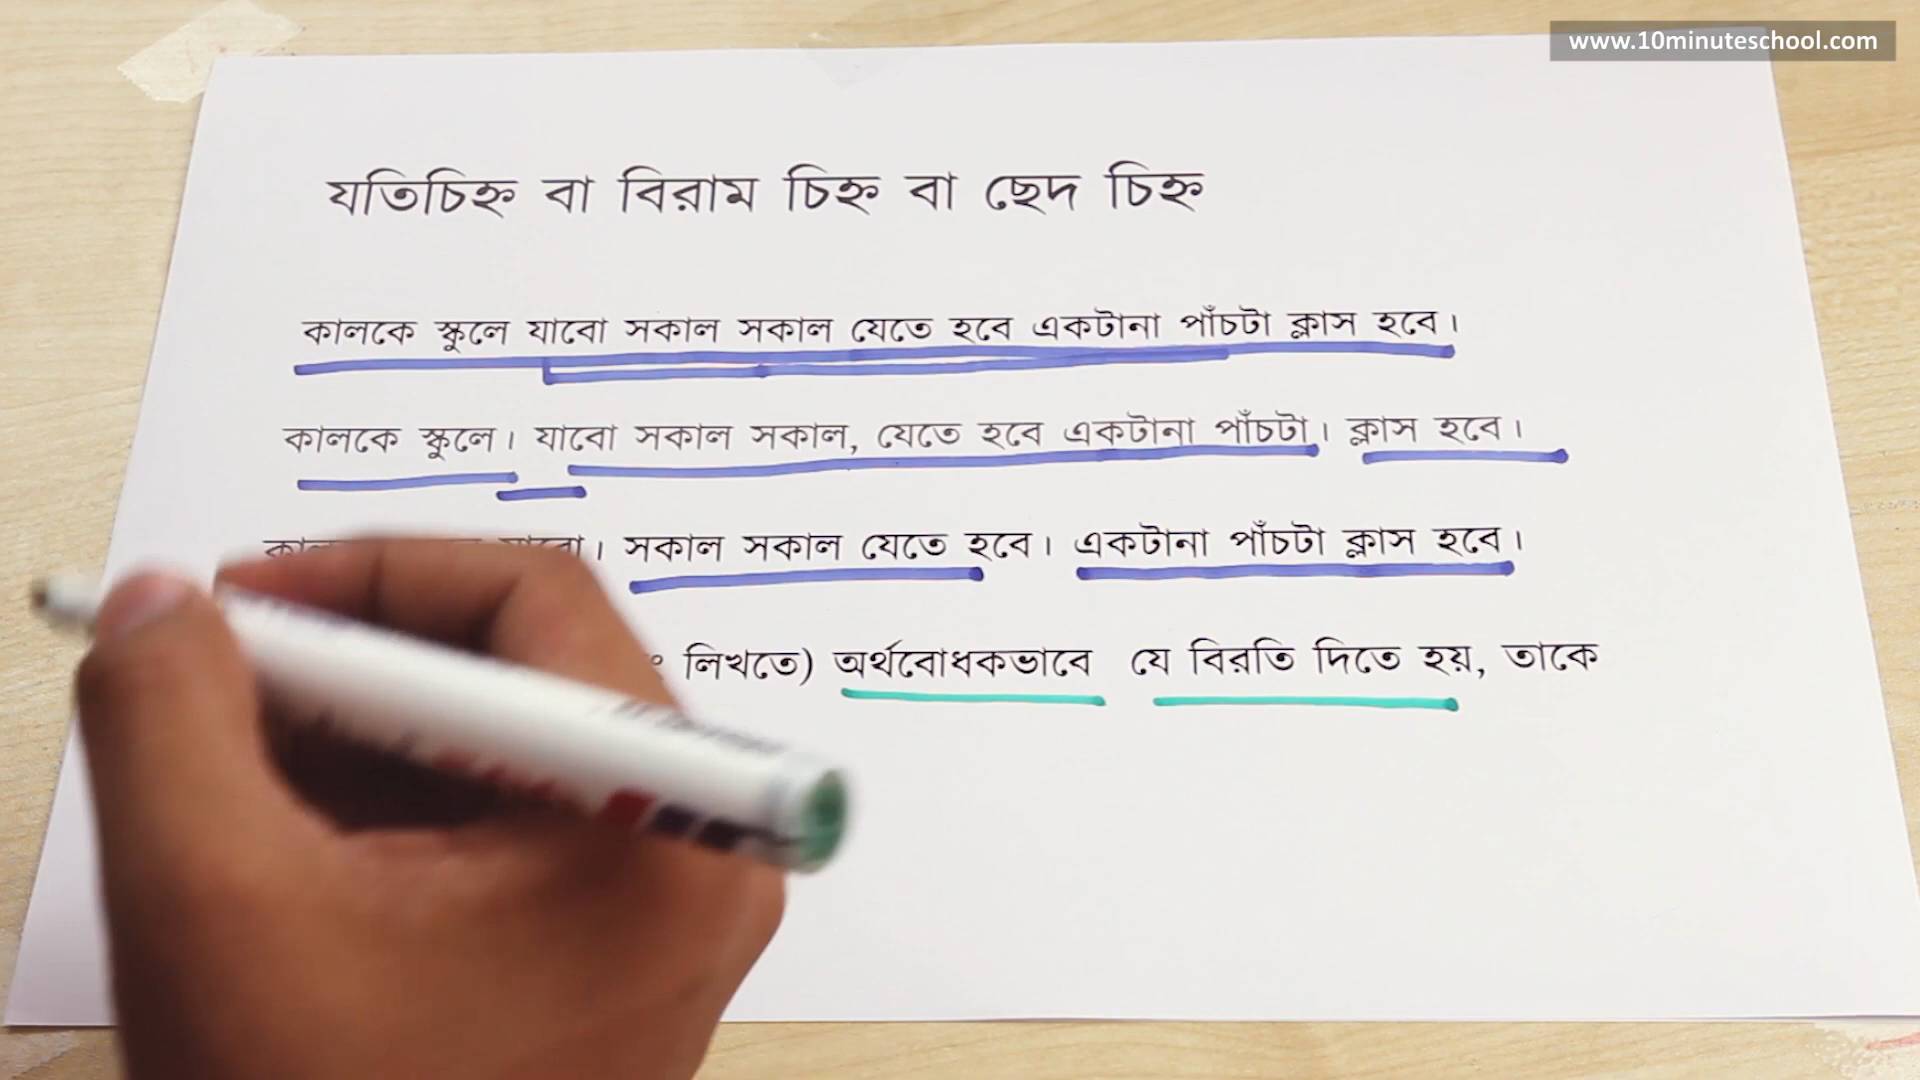 www.10minuteschool.com
যতিচিহ্ন বা বিরাম চিহ্ন বা ছেদ চিহ্ন
কালকে স্কুলে যাবো সকাল সকাল যেতে হবে একটানা পাঁচটা ক্লাস হবে।
কালকে স্কুলে। যাবো সকাল সকাল, যেতে হবে একটানা পাঁচটা। ক্লাস হবে।
যাবো। সকাল সকাল যেতে হবে। একটানা পাঁচটা ক্লাস হবে।
লিখতে) অর্থবোধকভাবে যে বিরতি দিতে হয়, তাকে